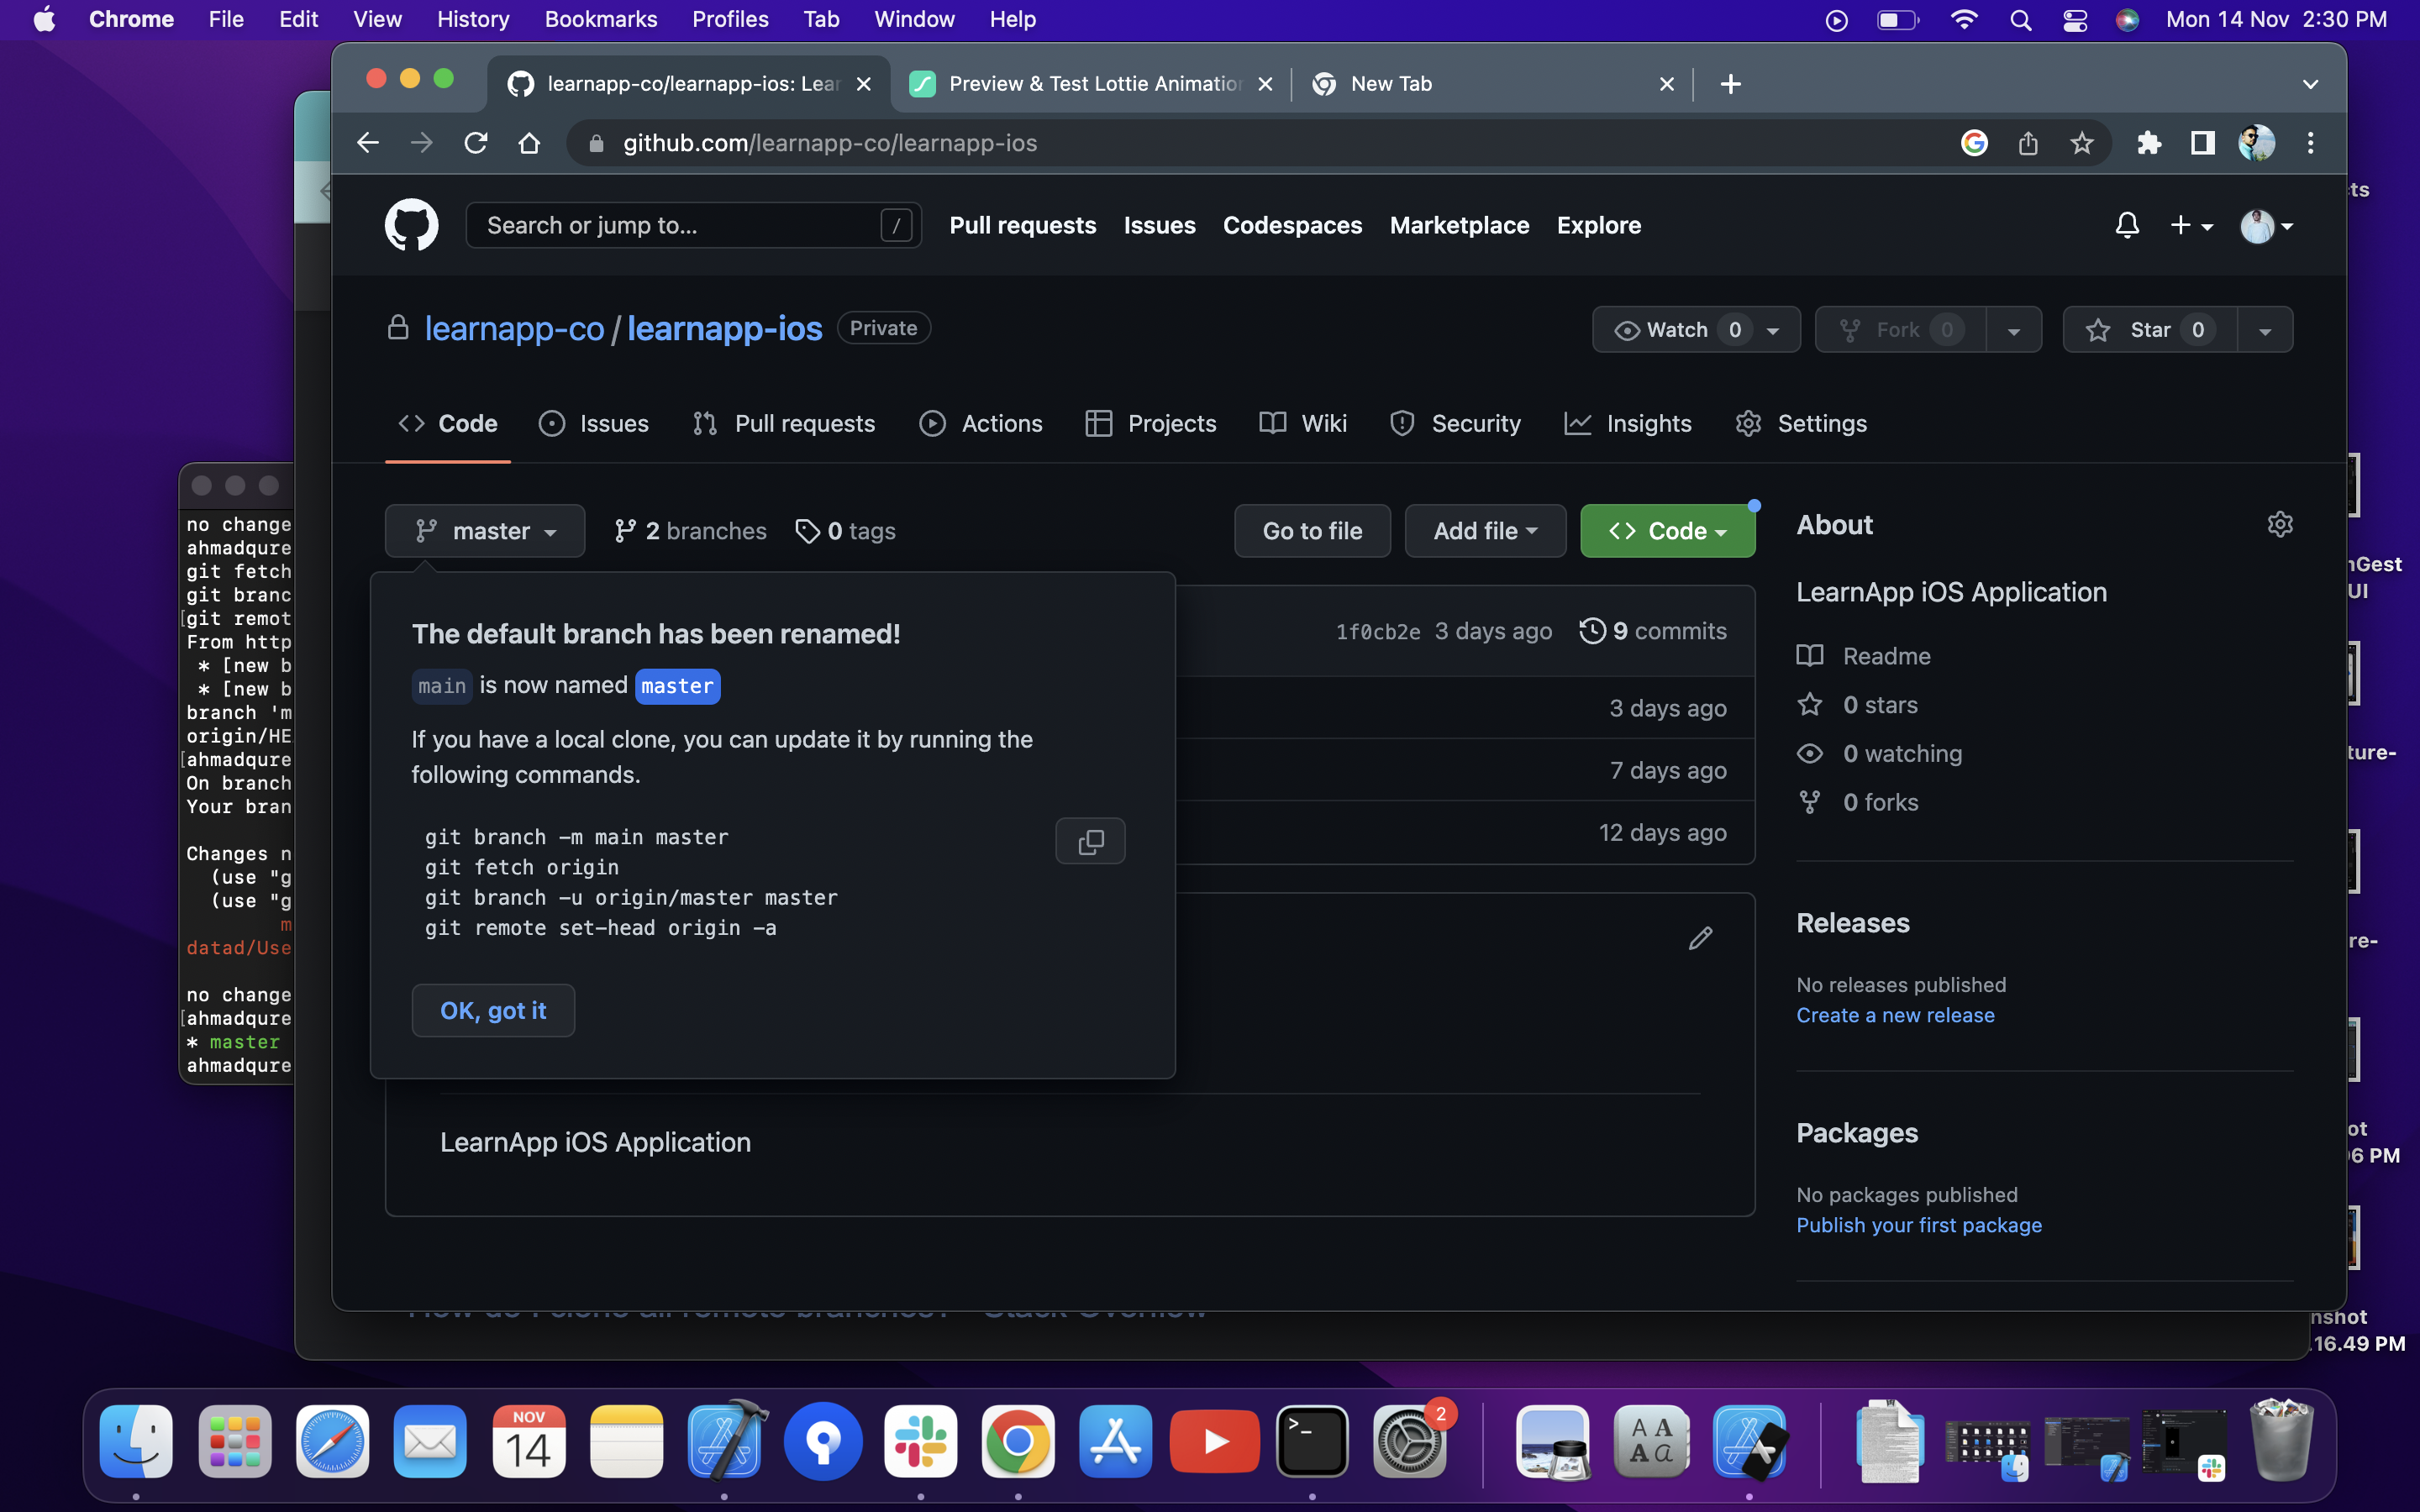 Chrome File Edit View History Bookmarks Profiles Tab Window Help
Mon 14 Nov 2:30 PM
learnapp-co/learnapp-ios: Lear
Preview & Test Lottie Animatio
New Tab
github.com/learnapp-co/learnapp-ios
Search or jump to...
/
Pull requests Issues Codespaces Marketplace Explore
learnapp-co / learnapp-ios Private
Watch 0
Fork 0
Star 0
Code Issues Pull requests Actions Projects Wiki Security Insights Settings
master
2 branches
0 tags
Go to file
Add file
Code
The default branch has been renamed!
main is now named master
If you have a local clone, you can update it by running the
following commands.
git branch -m main master
git fetch origin
git branch -u origin/master master
git remote set-head origin -a
OK, got it
1f0cb2e 3 days ago 9 commits
3 days ago
7 days ago
12 days ago
LearnApp iOS Application
About
LearnApp iOS Application
Readme
0 stars
0 watching
0 forks
Releases
No releases published
Create a new release
Packages
No packages published
Publish your first package
no change
ahmadqure
git fetch
git branc
[git remot
From http
* [new b
* [new b
branch 'm
origin/HE
[ahmadqure
On branch
Your bran
Changes n
(use "g
(use "g
m
datad/Use
no change
[ahmadqure
* master
ahmadqure
ts
nGest
UI
ture-
re-
ot
06 PM
nshot
.16.49 PM
NOV
14
2